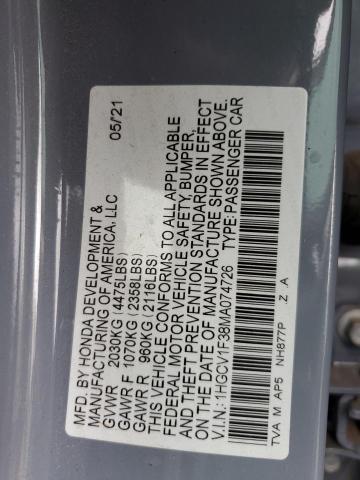 MFD. BY HONDA DEVELOPMENT & 05/21
MANUFACTURING OF AMERICA, LLC
GVWR 2030KG (4475LBS)
GAWR F 1070KG (2358LBS)
GAWR R 960KG (2116LBS)
THIS VEHICLE CONFORMS TO ALL APPLICABLE
FEDERAL MOTOR VEHICLE SAFETY, BUMPER,
AND THEFT PREVENTION STANDARDS IN EFFECT
ON THE DATE OF MANUFACTURE SHOWN ABOVE.
V.I.N.: 1HGCV1F38MA074726 TYPE: PASSENGER CAR
TVA M AP5 NH877P Z A